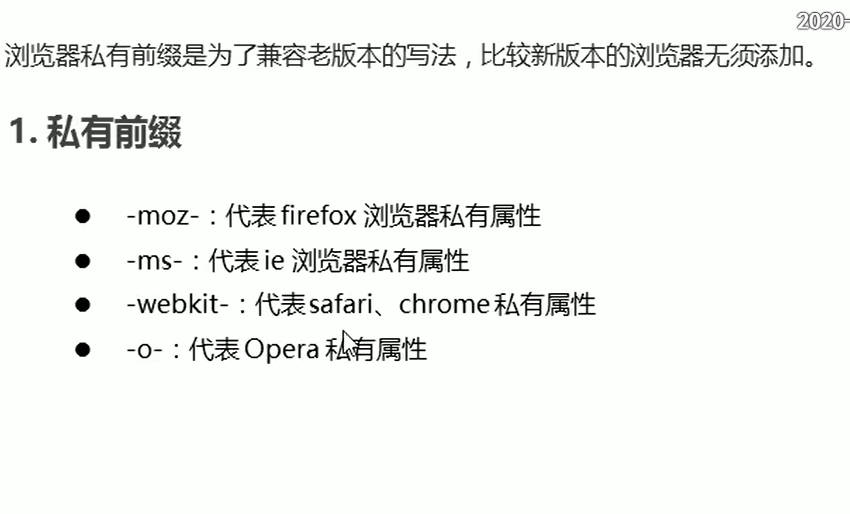 2020-
浏览器私有前缀是为了兼容老版本的写法，比较新版本的浏览器无须添加。
1. 私有前缀
● -moz-：代表 firefox 浏览器私有属性
● -ms-：代表 ie 浏览器私有属性
● -webkit-：代表 safari、chrome 私有属性
● -o-：代表 Opera 私有属性